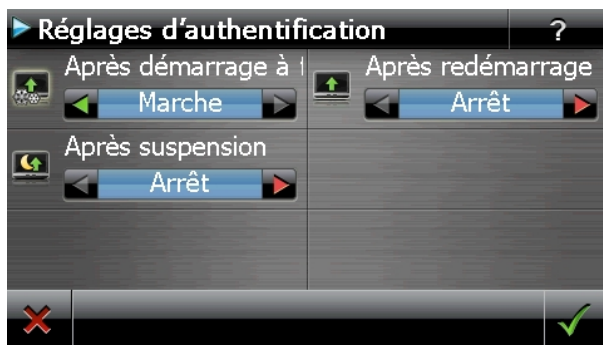 Réglages d'authentification ?
Après démarrage à
Marche
Après redémarrage
Arrêt
Après suspension
Arrêt